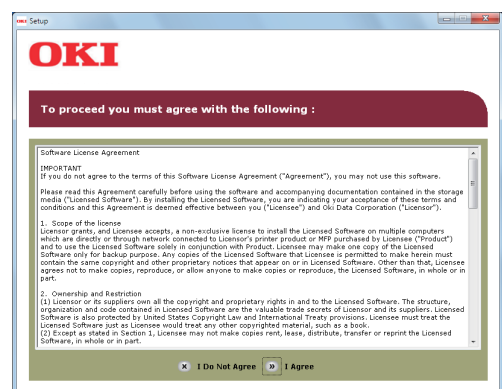 OKI Setup
OKI
To proceed you must agree with the following :
Software License Agreement
IMPORTANT
If you do not agree to the terms of this Software License Agreement ("Agreement"), you may not use this software.
Please read this Agreement carefully before using the software and accompanying documentation contained in the storage
media ("Licensed Software"). By installing the Licensed Software, you are indicating your acceptance of these terms and
conditions and this Agreement is deemed effective between you ("Licensee") and Oki Data Corporation ("Licensor").
1. Scope of the license
Licensor grants, and Licensee accepts, a non-exclusive license to install the Licensed Software on multiple computers
which are directly or through network connected to Licensor's printer product or MFP purchased by Licensee ("Product")
and to use the Licensed Software solely in conjunction with Product. Licensee may make one copy of the Licensed
Software only for backup purpose. Any copies of the Licensed Software that Licensee is permitted to make herein must
contain the same copyright and other proprietary notices that appear on or in Licensed Software. Other than that, Licensee
agrees not to make copies, reproduce, or allow anyone to make copies or reproduce, the Licensed Software, in whole or in
part.
2. Ownership and Restriction
(1) Licensor or its suppliers own all the copyright and proprietary rights in and to the Licensed Software. The structure,
organization and code contained in Licensed Software are the valuable trade secrets of Licensor and its suppliers. Licensed
Software is also protected by United States Copyright Law and International Treaty provisions. Licensee must treat the
Licensed Software just as Licensee would treat any other copyrighted material, such as a book.
(2) Except as stated in Section 1, Licensee may not make copies rent, lease, distribute, transfer or reprint the Licensed
Software, in whole or in part.
I Do Not Agree I Agree